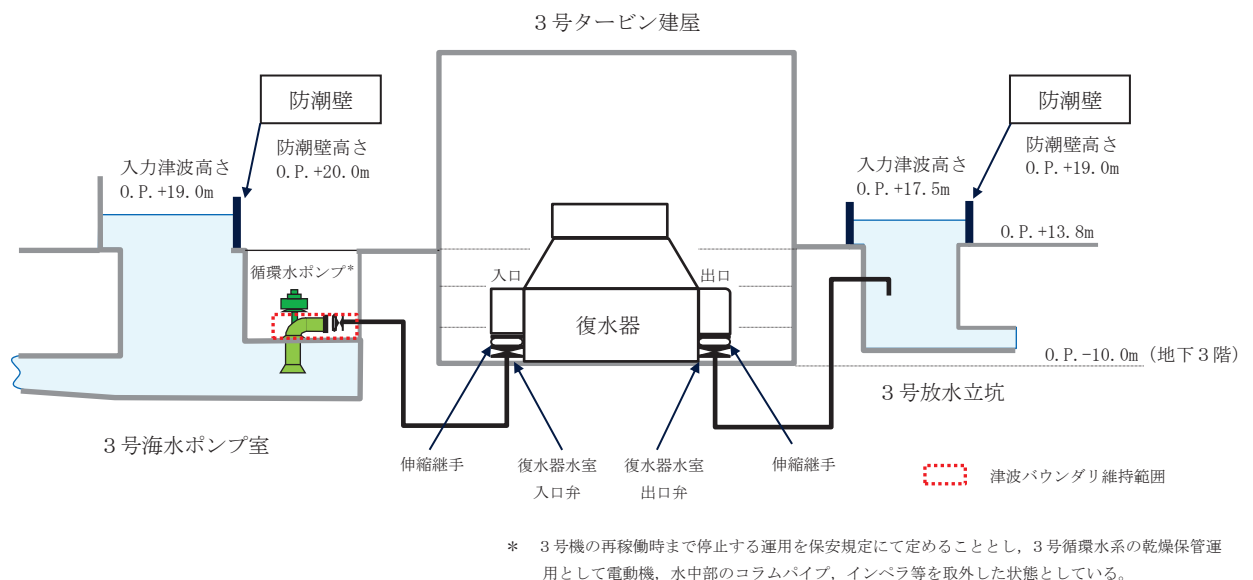 ３号タービン建屋
防潮壁
防潮壁高さ
O.P.+20.0m
入力津波高さ
O.P.+19.0m
防潮壁
防潮壁高さ
O.P.+19.0m
入力津波高さ
O.P.+17.5m
O.P.+13.8m
循環水ポンプ*
入口
出口
復水器
O.P.-10.0m（地下３階）
３号放水立坑
３号海水ポンプ室
伸縮継手
復水器水室
入口弁
復水器水室
出口弁
伸縮継手
津波バウンダリ維持範囲
* ３号機の再稼働時まで停止する運用を保安規定にて定めることとし，３号循環水系の乾燥保管運
用として電動機，水中部のコラムパイプ，インペラ等を取外した状態としている。